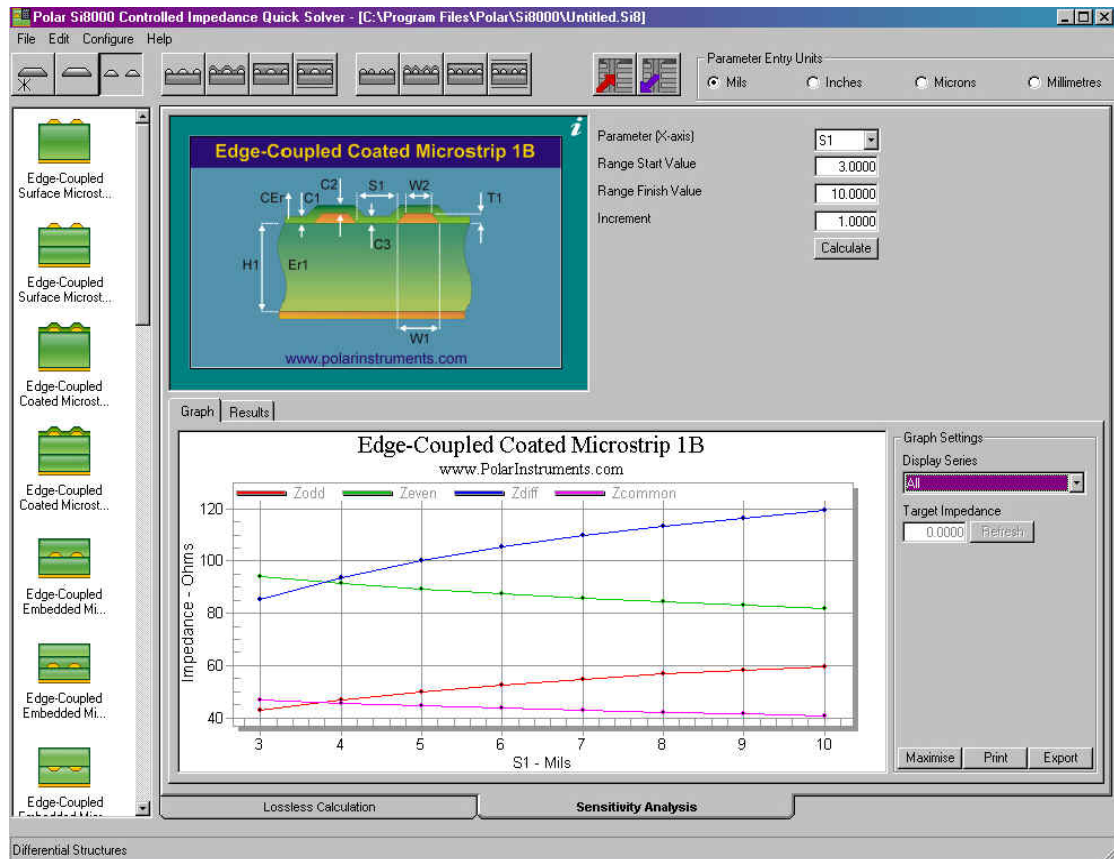 Polar Si8000 Controlled Impedance Quick Solver - [C:\Program Files\Polar\Si8000\Untitled.Si8]
File Edit Configure Help
Parameter Entry Units
Mils Inches Microns Millimetres
Edge-Coupled
Surface Microst...
Edge-Coupled
Surface Microst...
Edge-Coupled
Coated Microst...
Edge-Coupled
Coated Microst...
Edge-Coupled
Embedded Mi...
Edge-Coupled
Embedded Mi...
Edge-Coupled
i
Edge-Coupled Coated Microstrip 1B
C2 S1 W2
CEr C1 T1
C3
H1 Er1
W1
www.polarinstruments.com
Parameter (X-axis) S1
Range Start Value 3.0000
Range Finish Value 10.0000
Increment 1.0000
Calculate
Graph Results
Edge-Coupled Coated Microstrip 1B
www.PolarInstruments.com
Zodd Zeven Zdiff Zcommon
Impedance - Ohms
120
100
80
60
40
3 4 5 6 7 8 9 10
S1 - Mils
Graph Settings
Display Series
All
Target Impedance
0.0000 Refresh
Maximise Print Export
Lossless Calculation Sensitivity Analysis
Differential Structures